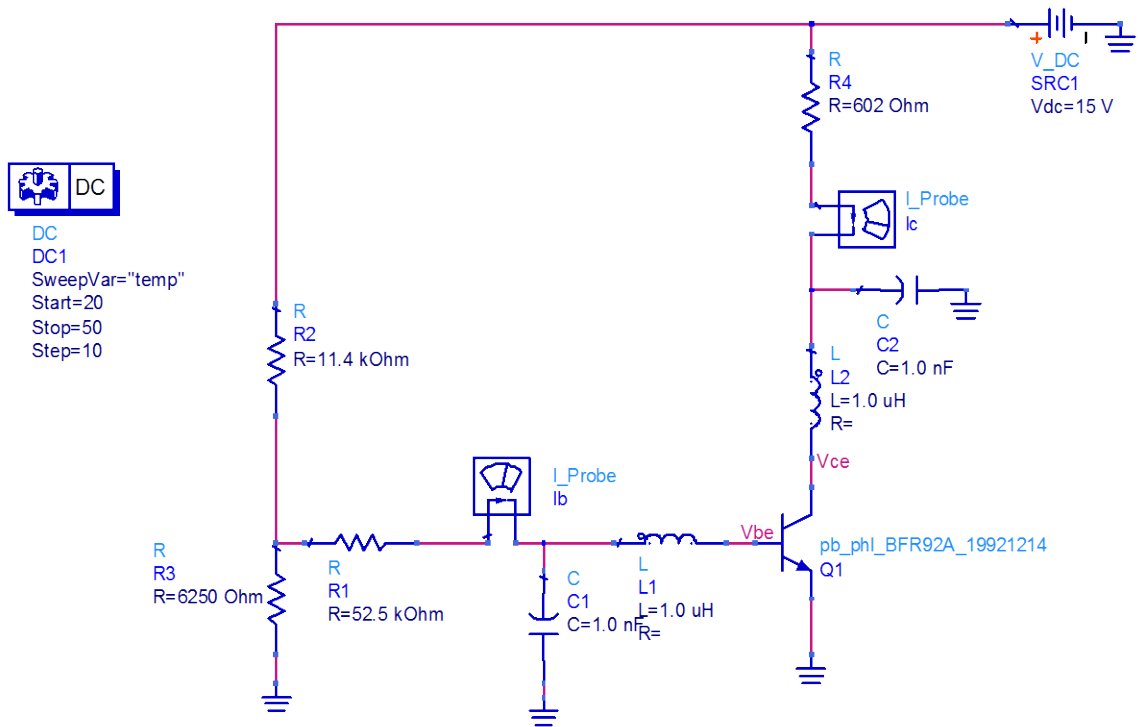 +
V_DC
SRC1
Vdc=15 V
R
R4
R=602 Ohm
DC
DC
DC1
SweepVar="temp"
Start=20
Stop=50
Step=10
I_Probe
Ic
R
R2
R=11.4 kOhm
C
C2
C=1.0 nF
L
L2
L=1.0 uH
R=
Vce
I_Probe
Ib
Vbe
pb_phl_BFR92A_19921214
Q1
R
R3
R=6250 Ohm
R
R1
R=52.5 kOhm
C
C1
C=1.0 nF
L
L1
L=1.0 uH
R=